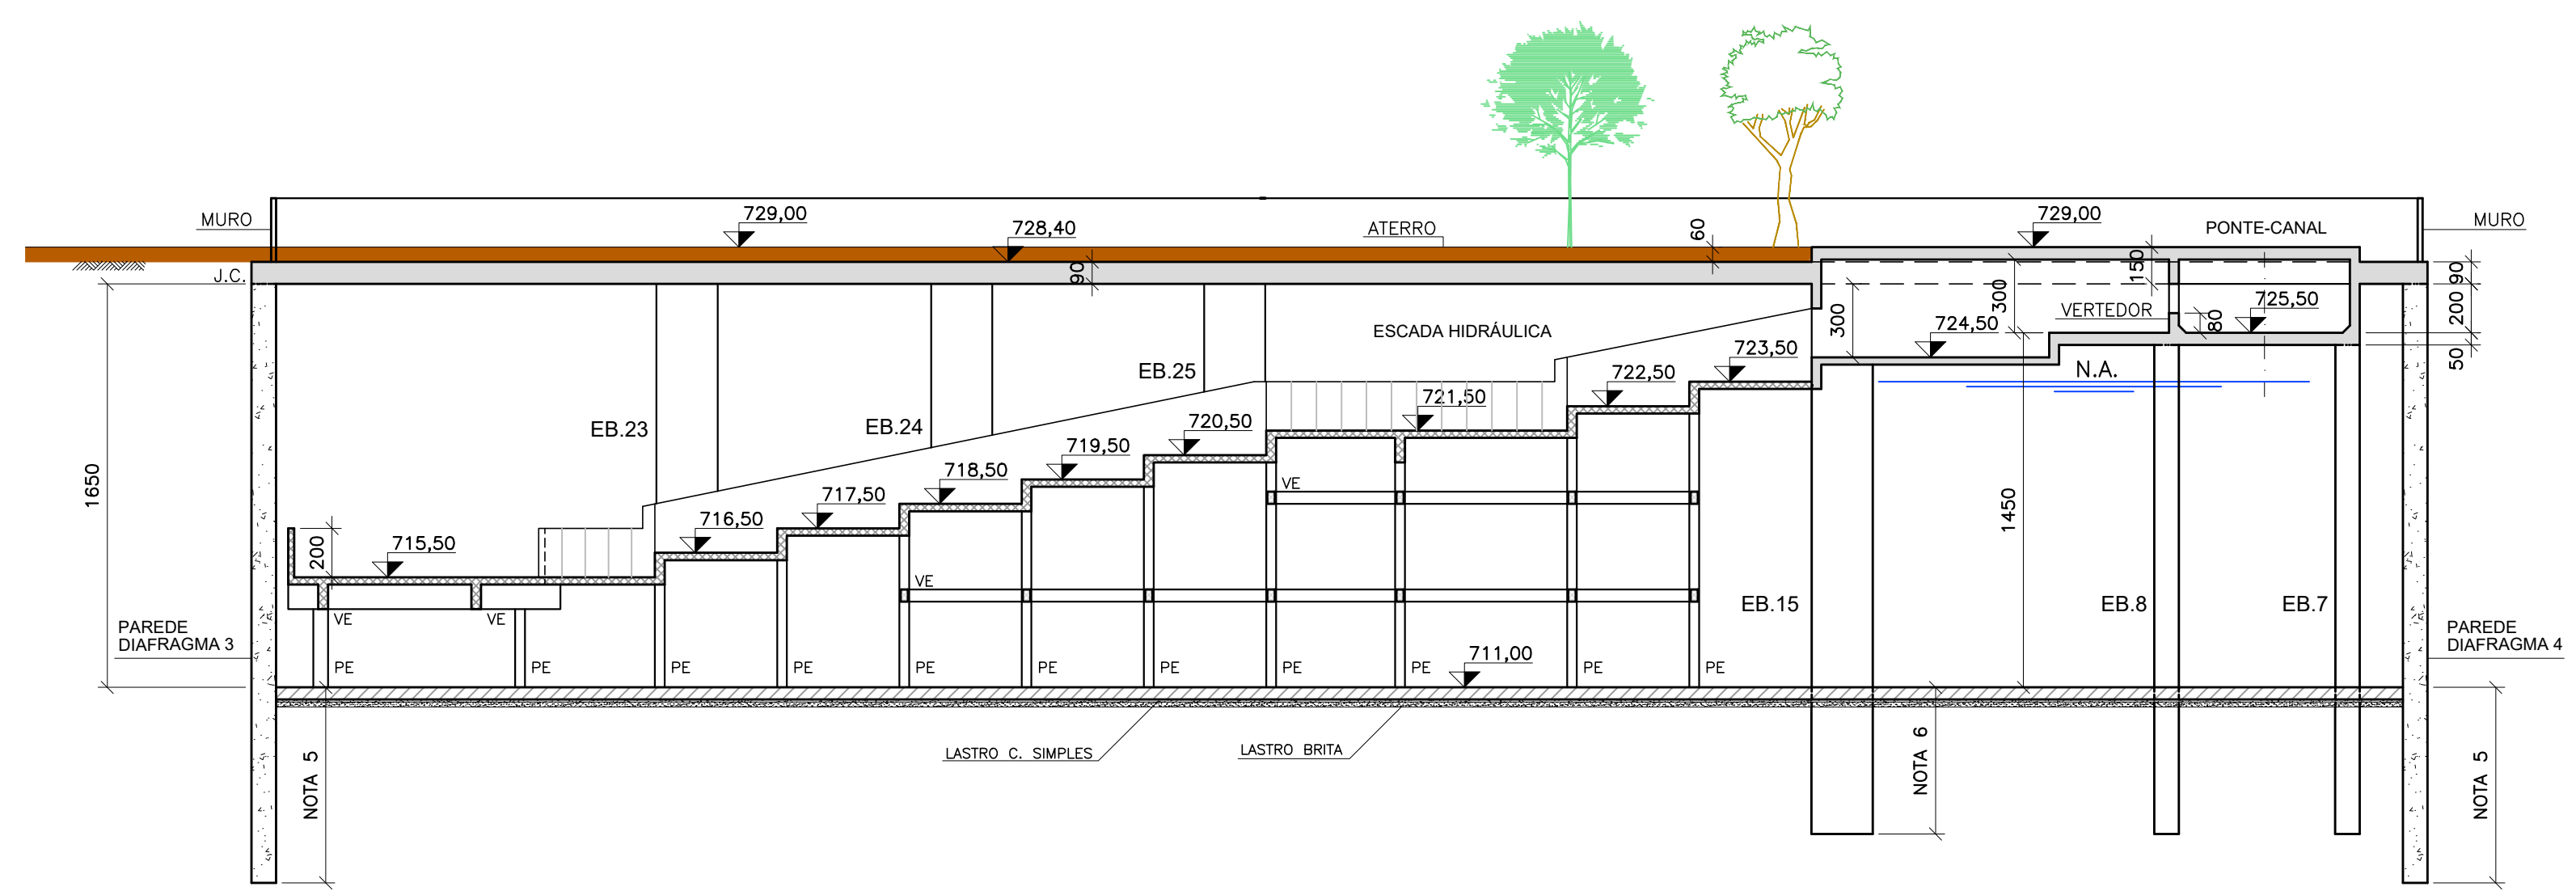 MURO
729,00
728,40
ATERRO
60
729,00
PONTE-CANAL
MURO
J.C.
90
150
90
300
300
VERTEDOR
80
725,50
200
724,50
50
ESCADA HIDRÁULICA
EB.25
723,50
N.A.
722,50
721,50
EB.23
EB.24
720,50
719,50
718,50
VE
1650
717,50
716,50
1450
200
715,50
VE
VE
VE
EB.15
EB.8
EB.7
PAREDE
DIAFRAGMA 3
PAREDE
DIAFRAGMA 4
711,00
PE
PE
PE
PE
PE
PE
PE
PE
PE
PE
PE
LASTRO C. SIMPLES
LASTRO BRITA
NOTA 5
NOTA 6
NOTA 5